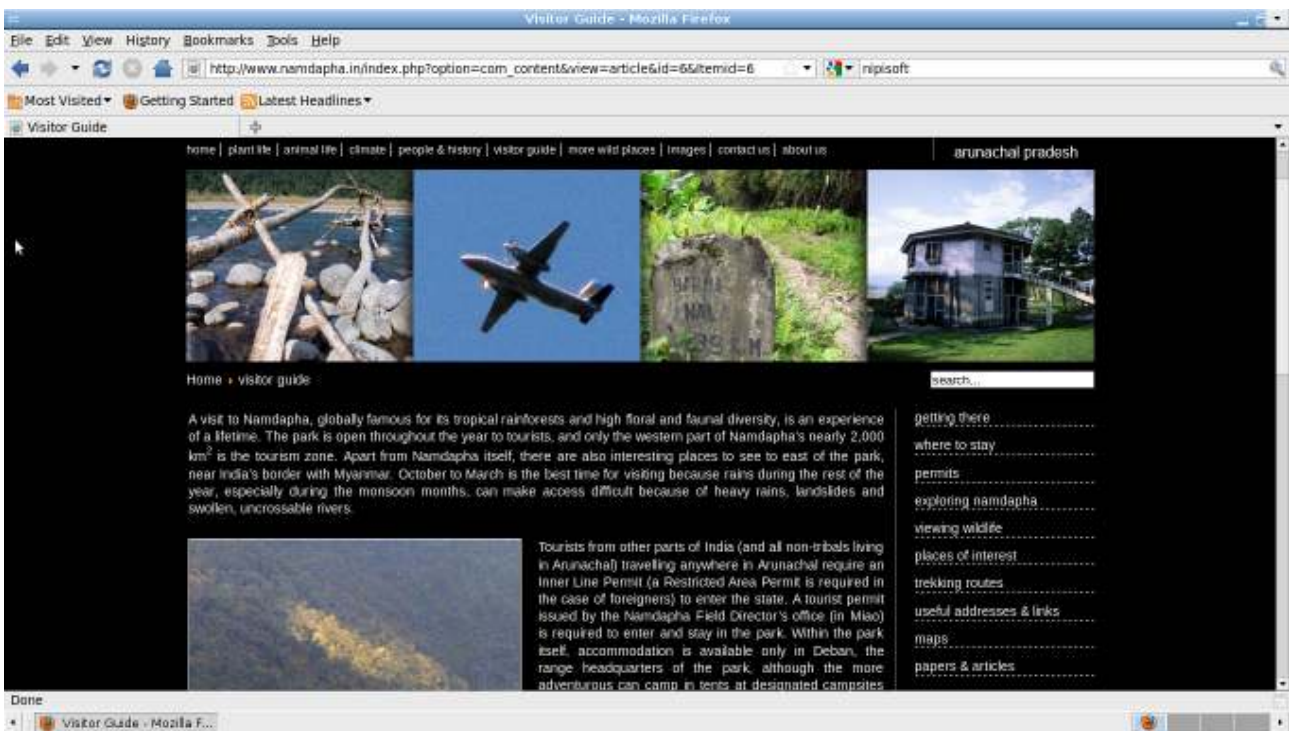 Visitor Guide - Mozilla Firefox
File Edit View History Bookmarks Tools Help
http://www.namdapha.in/index.php?option=com_content&view=article&id=6&Itemid=6 nipisoft
Most Visited Getting Started Latest Headlines
Visitor Guide
home | plant life | animal life | climate | people & history | visitor guide | more wild places | images | contact us | about us
arunachal pradesh
Home visitor guide
search...
A visit to Namdapha, globally famous for its tropical rainforests and high floral and faunal diversity, is an experience
of a lifetime. The park is open throughout the year to tourists, and only the western part of Namdapha's nearly 2,000
km² is the tourism zone. Apart from Namdapha itself, there are also interesting places to see to east of the park,
near India's border with Myanmar. October to March is the best time for visiting because rains during the rest of the
year, especially during the monsoon months, can make access difficult because of heavy rains, landslides and
swollen, uncrossable rivers.
Tourists from other parts of India (and all non-tribals living
in Arunachal) travelling anywhere in Arunachal require an
Inner Line Permit (a Restricted Area Permit is required in
the case of foreigners) to enter the state. A tourist permit
issued by the Namdapha Field Director's office (in Miao)
is required to enter and stay in the park. Within the park
itself, accommodation is available only in Deban, the
range headquarters of the park, although the more
adventurous can camp in tents at designated campsites
getting there
where to stay
permits
exploring namdapha
viewing wildlife
places of interest
trekking routes
useful addresses & links
maps
papers & articles
Done
Visitor Guide - Mozilla F...